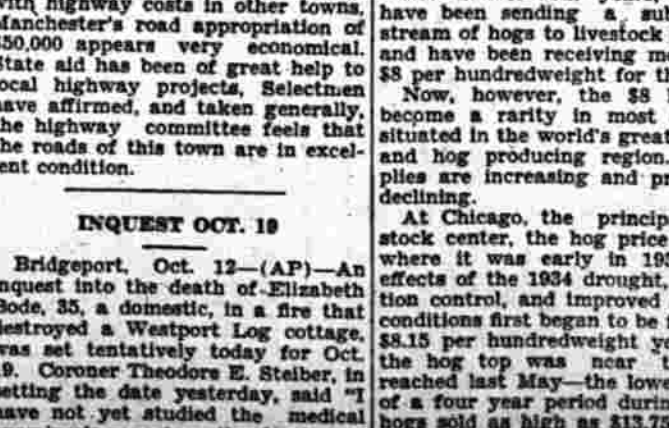 with highway costs in other towns,
Manchester's road appropriation of
$50,000 appears very economical.
State aid has been of great help to
local highway projects, Selectmen
have affirmed, and taken generally,
the highway committee feels that
the roads of this town are in excel-
ent condition.
INQUEST OCT. 19
Bridgeport, Oct. 12—(AP)—An
nquest into the death of Elizabeth
Bode, 35, a domestic, in a fire that
destroyed a Westport Log cottage,
was set tentatively today for Oct.
19. Coroner Theodore E. Steiber, in
setting the date yesterday, said "I
have not yet studied the medical
have been sending a
stream of hogs to livestock
and have been receiving
$8 per hundredweight for
Now, however, the $8
become a rarity in most
situated in the world's
and hog producing region.
plies are increasing and
declining.
At Chicago, the
stock center, the hog
where it was early in
effects of the 1934 drought,
tion control, and improved
conditions first began to be
$8.15 per hundredweight
the hog top was near
reached last May—the
of a four year period
hogs sold as high as